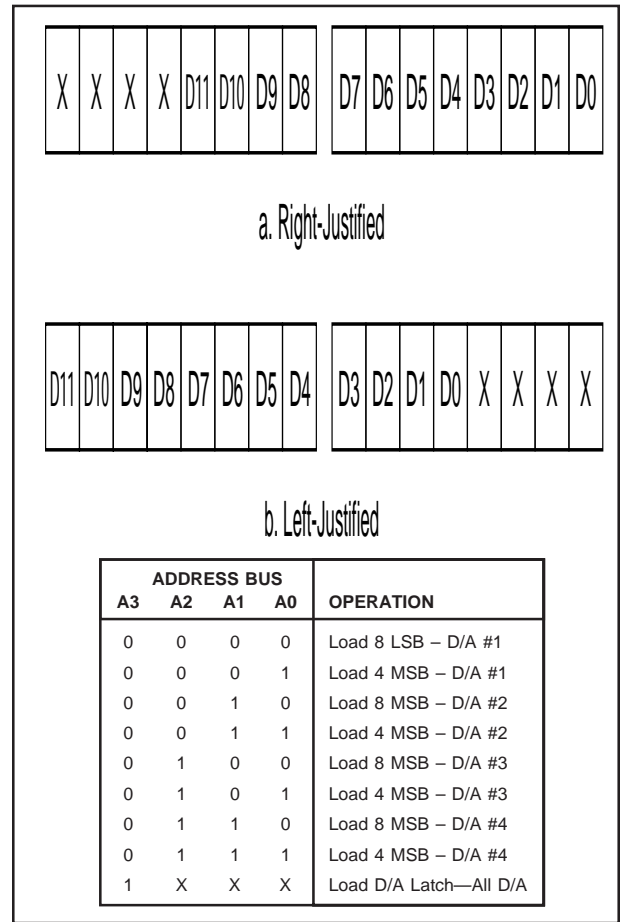 X X X X D11 D10 D9 D8 D7 D6 D5 D4 D3 D2 D1 D0
a. Right-Justified
D11 D10 D9 D8 D7 D6 D5 D4 D3 D2 D1 D0 X X X X
b. Left-Justified
ADDRESS BUS
A3 A2 A1 A0 OPERATION
0 0 0 0 Load 8 LSB – D/A #1
0 0 0 1 Load 4 MSB – D/A #1
0 0 1 0 Load 8 MSB – D/A #2
0 0 1 1 Load 4 MSB – D/A #2
0 1 0 0 Load 8 MSB – D/A #3
0 1 0 1 Load 4 MSB – D/A #3
0 1 1 0 Load 8 MSB – D/A #4
0 1 1 1 Load 4 MSB – D/A #4
1 X X X Load D/A Latch—All D/A